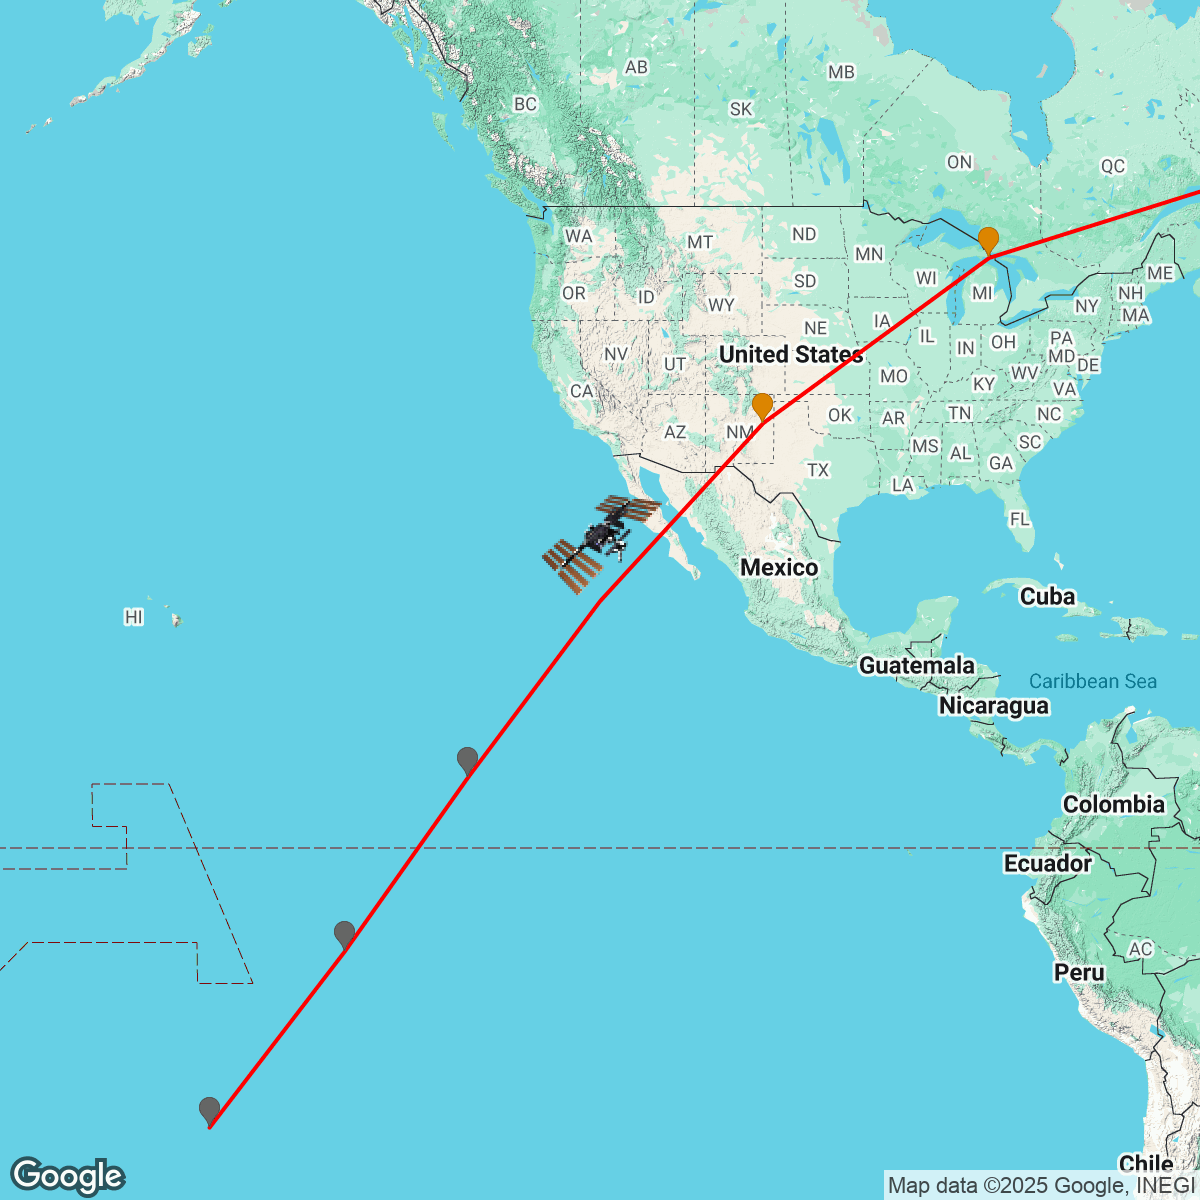 AB
MB
BC
SK
ON
QC
WA
MT
ND
MN
OR
ID
SD
WI
MI
ME
WY
NH
NY
MA
NE
IA
IL
OH
PA
United States
NV
UT
IN
MD
DE
MO
KY
WV
VA
CA
AZ
NM
OK
AR
TN
NC
MS
AL
SC
GA
TX
LA
FL
Mexico
Cuba
HI
Guatemala
Caribbean Sea
Nicaragua
Colombia
Ecuador
AC
Peru
Chile
Google
Map data ©2025 Google, INEGI